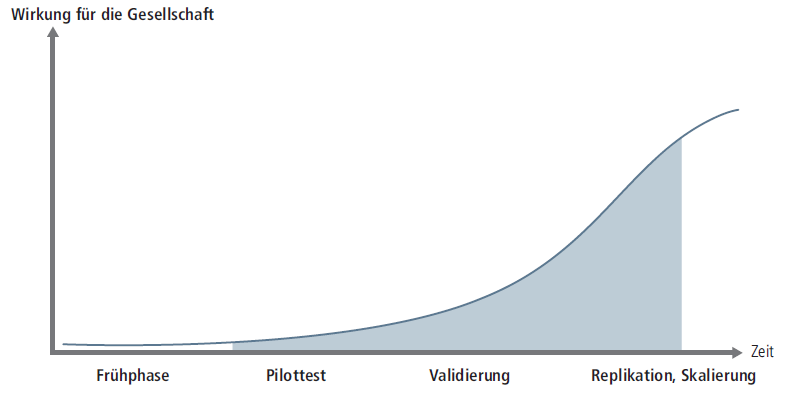 Wirkung für die Gesellschaft
Zeit
Frühphase Pilottest Validierung Replikation, Skalierung